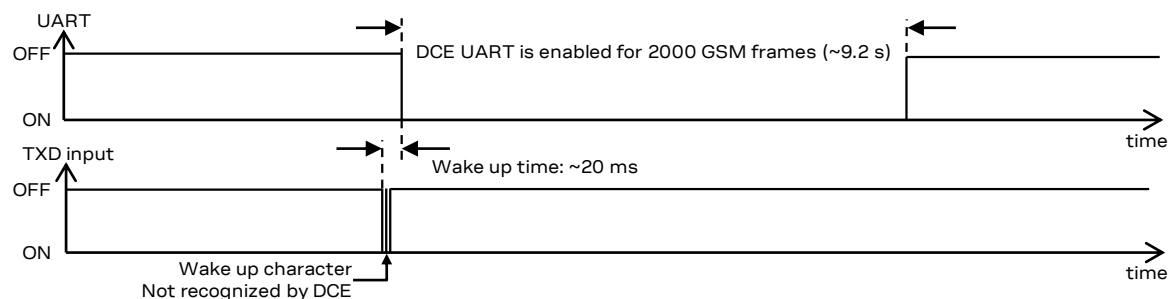 UART
OFF
DCE UART is enabled for 2000 GSM frames (~9.2 s)
ON
time
TXD input
Wake up time: ~20 ms
OFF
ON
time
Wake up character
Not recognized by DCE